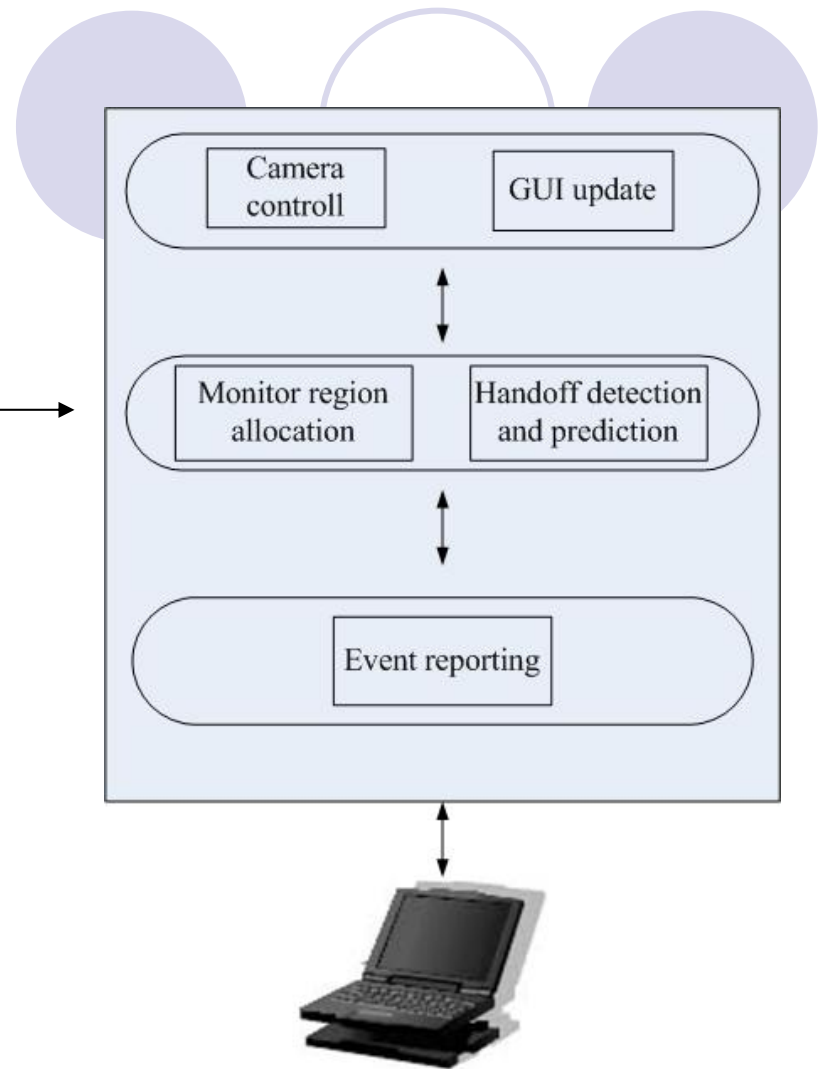 Camera
controll
GUI update
Monitor region
allocation
Handoff detection
and prediction
Event reporting